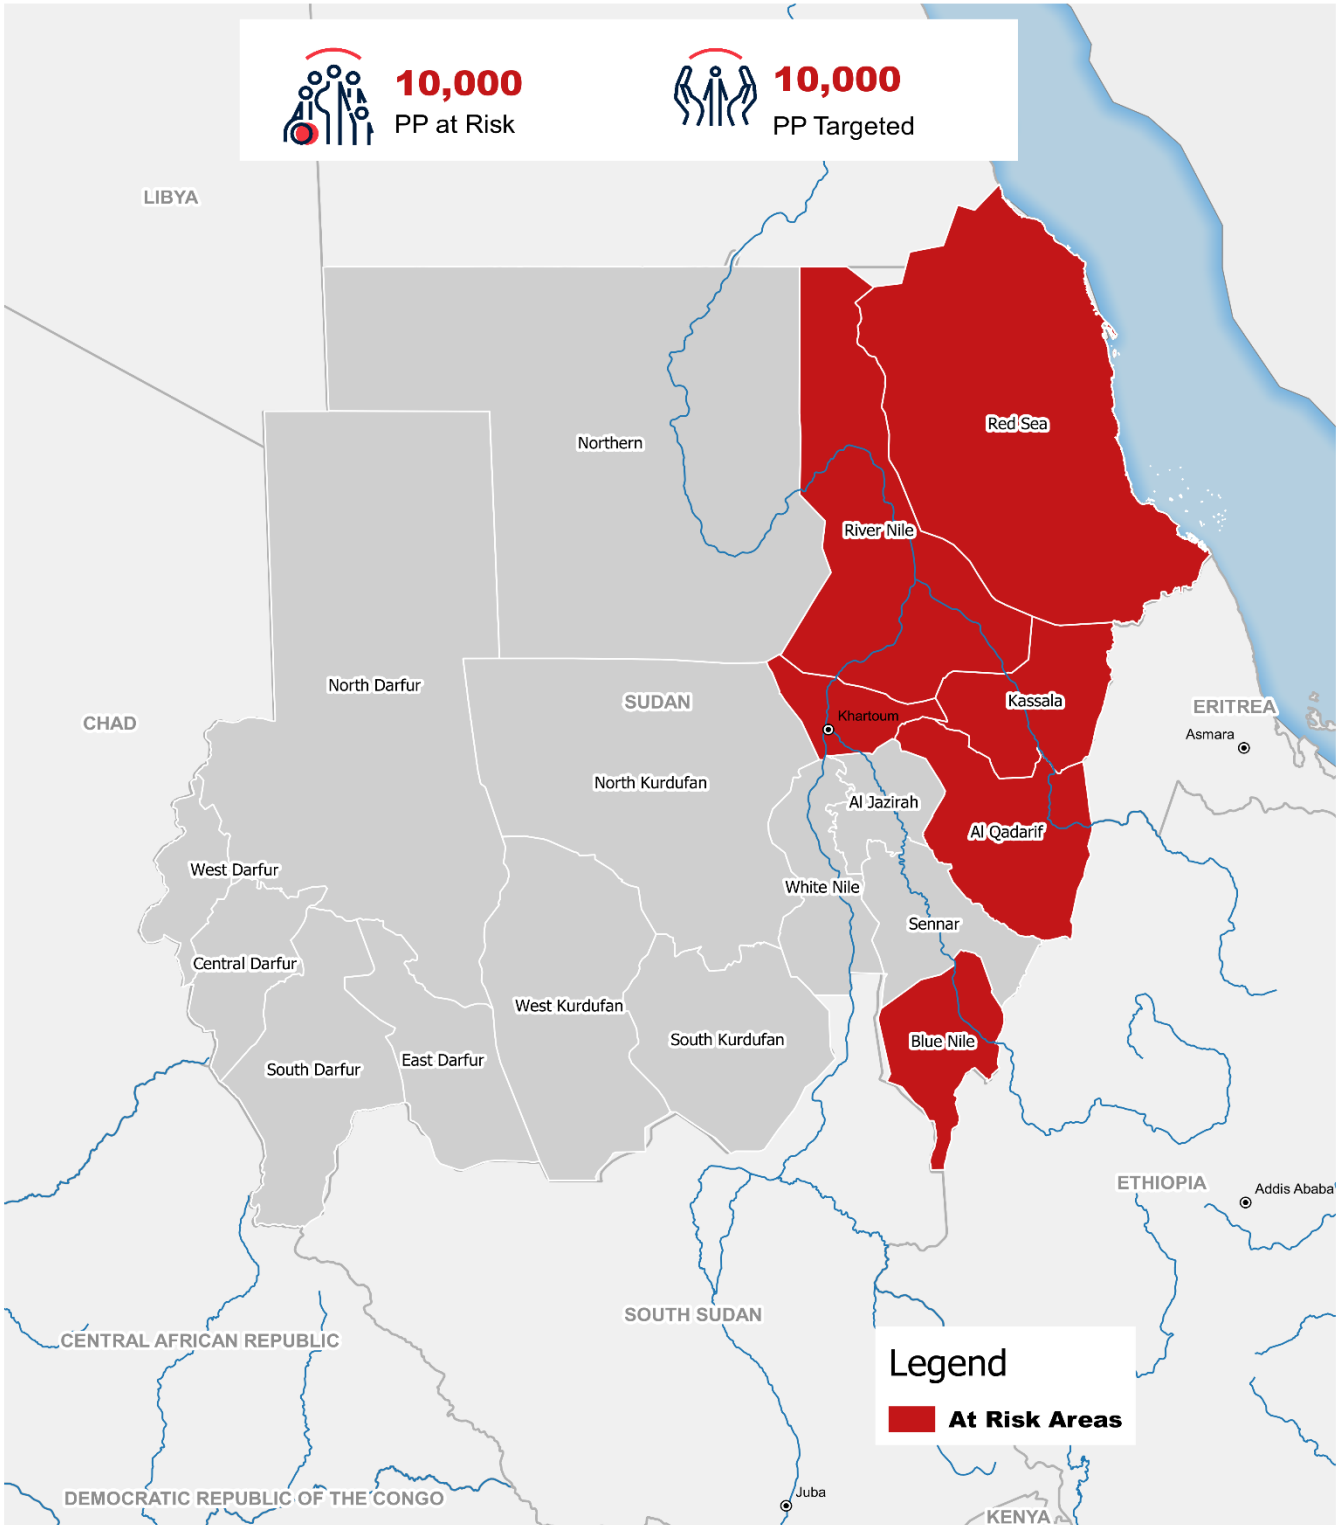 10,000
PP at Risk
10,000
PP Targeted
LIBYA
Red Sea
Northern
River Nile
North Darfur
SUDAN
Kassala
ERITREA
Khartoum
CHAD
Asmara
North Kurdufan
Al Jazirah
Al Qadarif
West Darfur
White Nile
Sennar
Central Darfur
West Kurdufan
South Kurdufan
Blue Nile
East Darfur
South Darfur
ETHIOPIA
Addis Ababa
SOUTH SUDAN
CENTRAL AFRICAN REPUBLIC
Legend
At Risk Areas
Juba
DEMOCRATIC REPUBLIC OF THE CONGO
KENYA